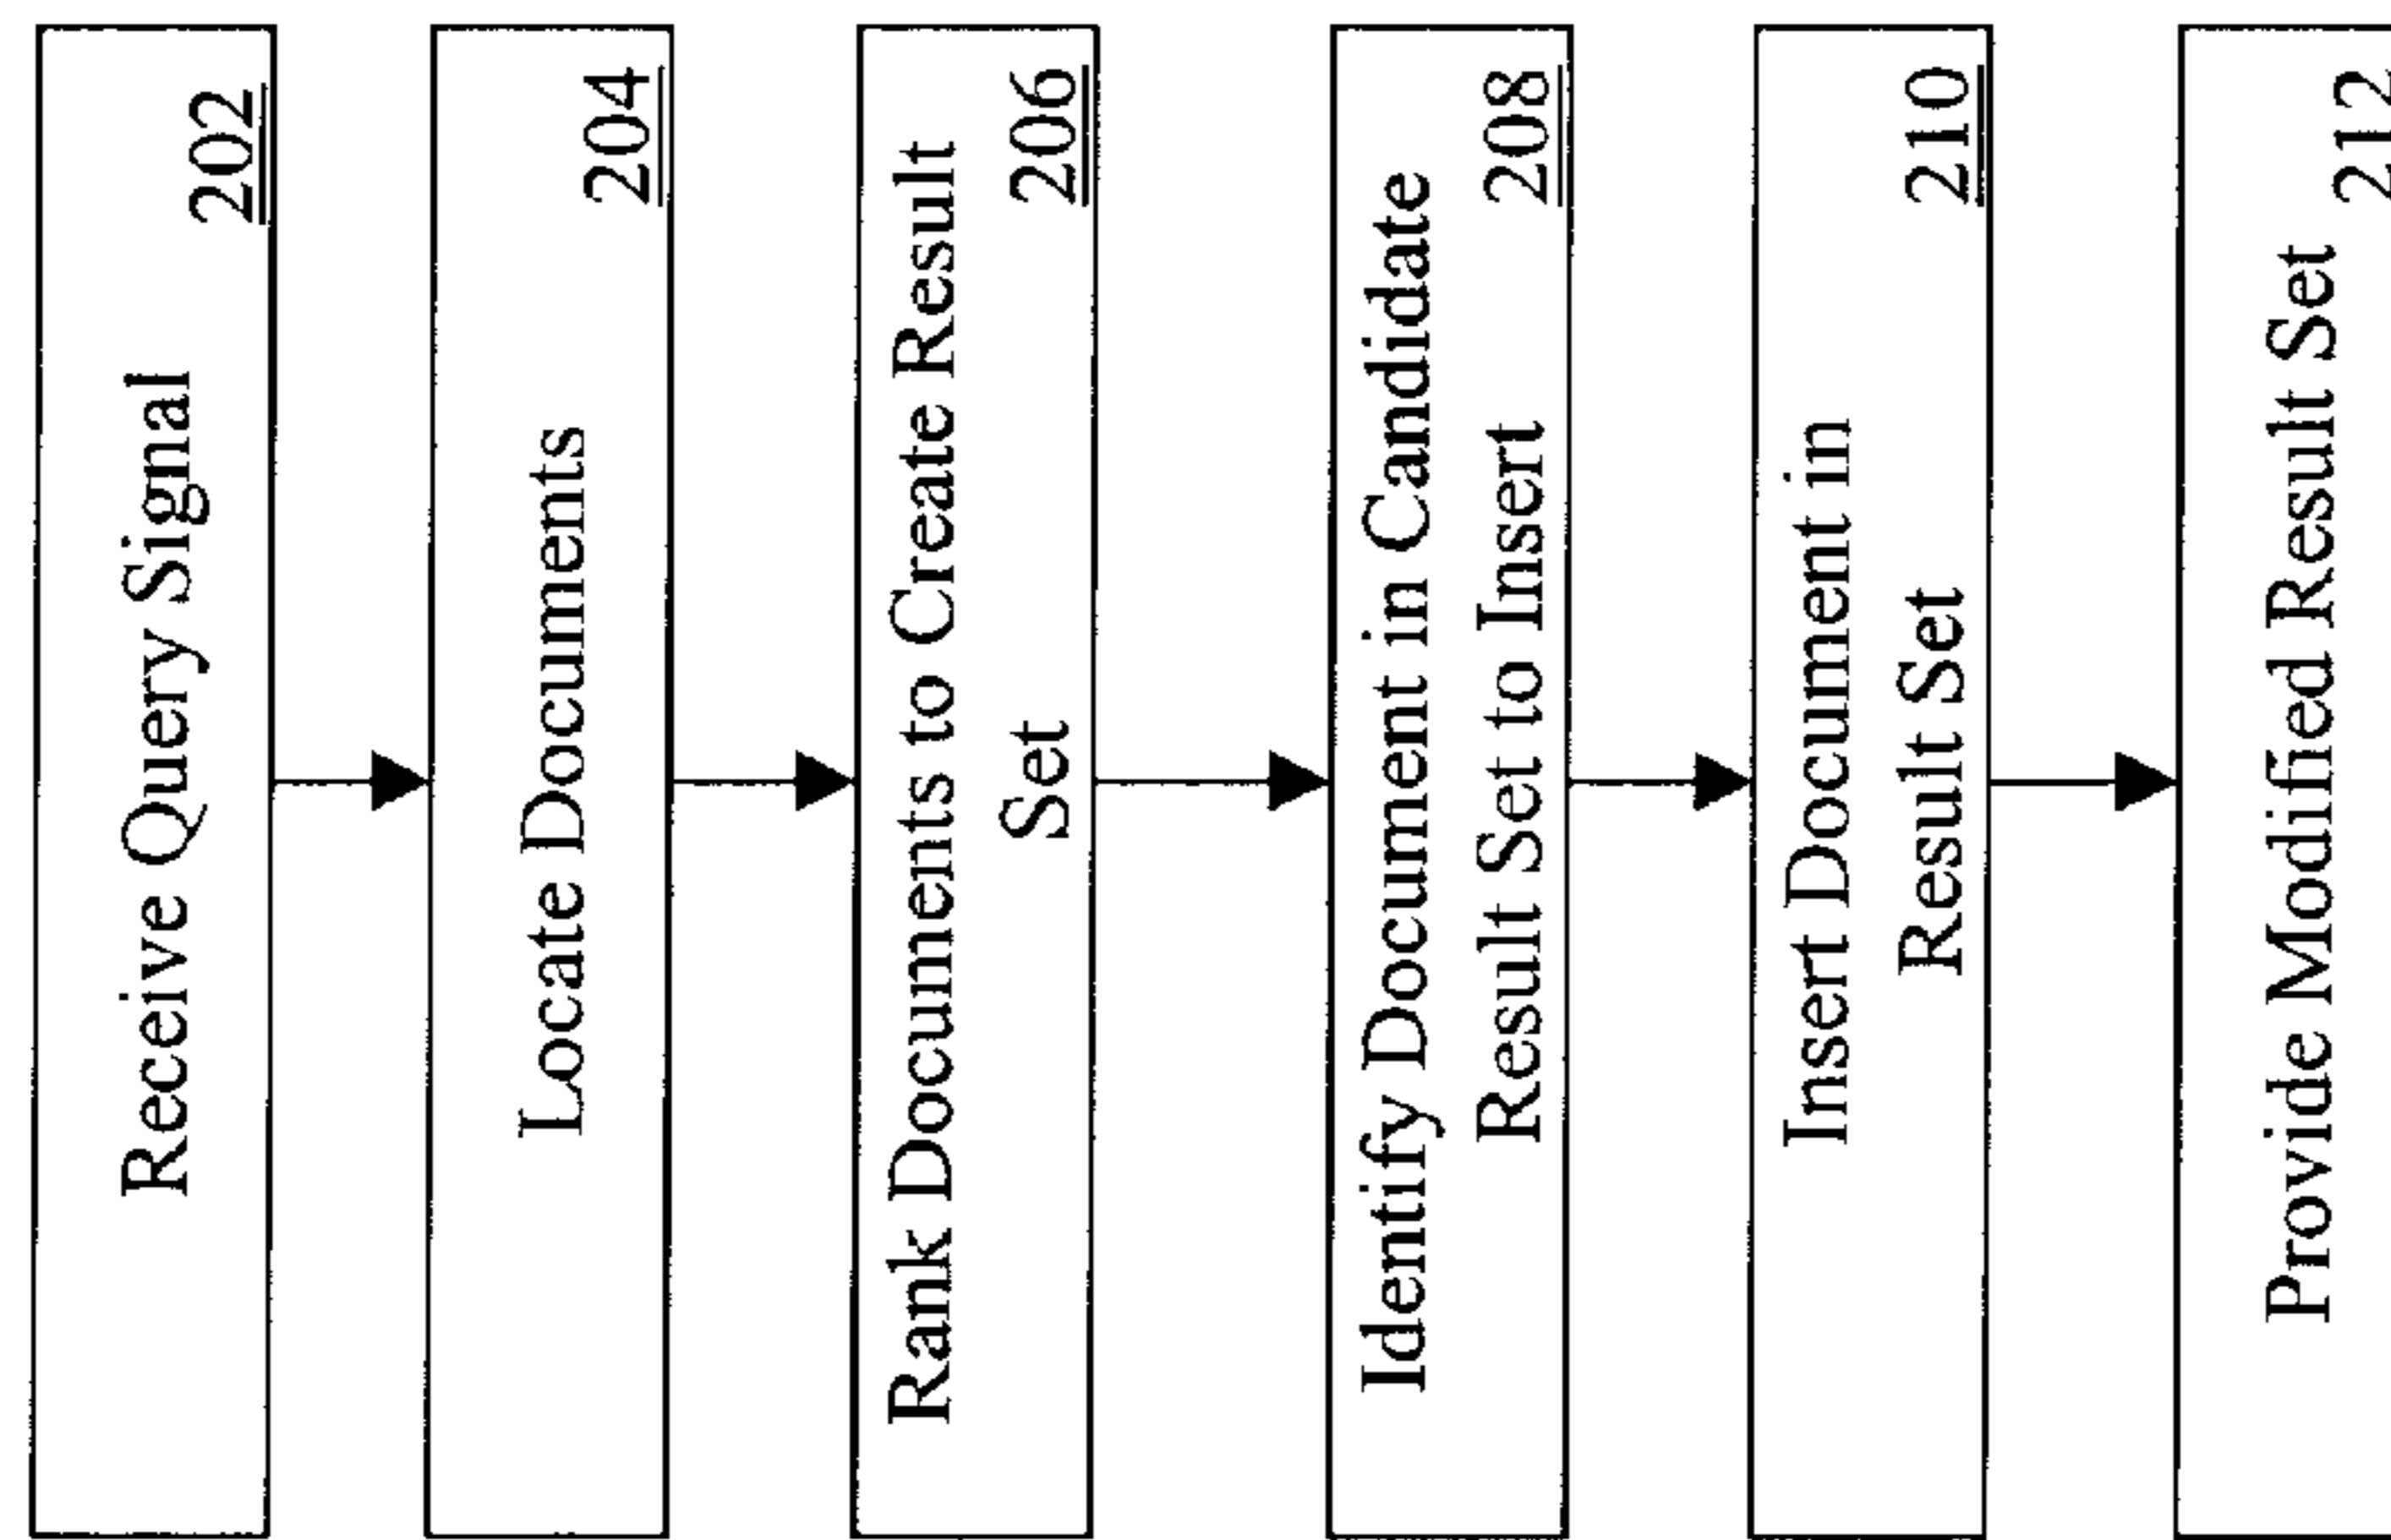 Receive Query Signal
202
Locate Documents
204
Rank Documents to Create Result
Set
206
Identify Document in Candidate
Result Set to Insert
208
Insert Document in
Result Set
210
Provide Modified Result Set
212